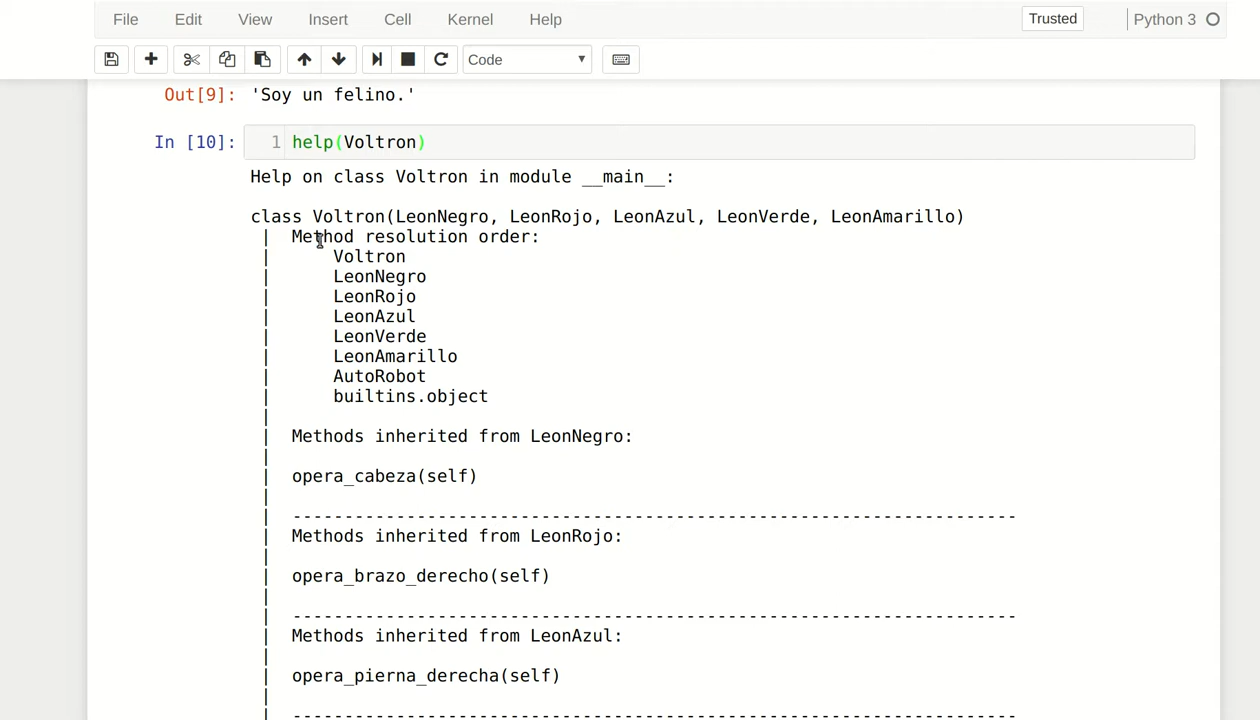 File Edit View Insert Cell Kernel Help Trusted Python 3
Code
Out[9]: 'Soy un felino.'
In [10]: 1 help(Voltron)
Help on class Voltron in module __main__:
class Voltron(LeonNegro, LeonRojo, LeonAzul, LeonVerde, LeonAmarillo)
 |  Method resolution order:
 |      Voltron
 |      LeonNegro
 |      LeonRojo
 |      LeonAzul
 |      LeonVerde
 |      LeonAmarillo
 |      AutoRobot
 |      builtins.object
 |
 |  Methods inherited from LeonNegro:
 |
 |  opera_cabeza(self)
 |
 |  ----------------------------------------------------------------------
 |  Methods inherited from LeonRojo:
 |
 |  opera_brazo_derecho(self)
 |
 |  ----------------------------------------------------------------------
 |  Methods inherited from LeonAzul:
 |
 |  opera_pierna_derecha(self)
 |
 |  ----------------------------------------------------------------------